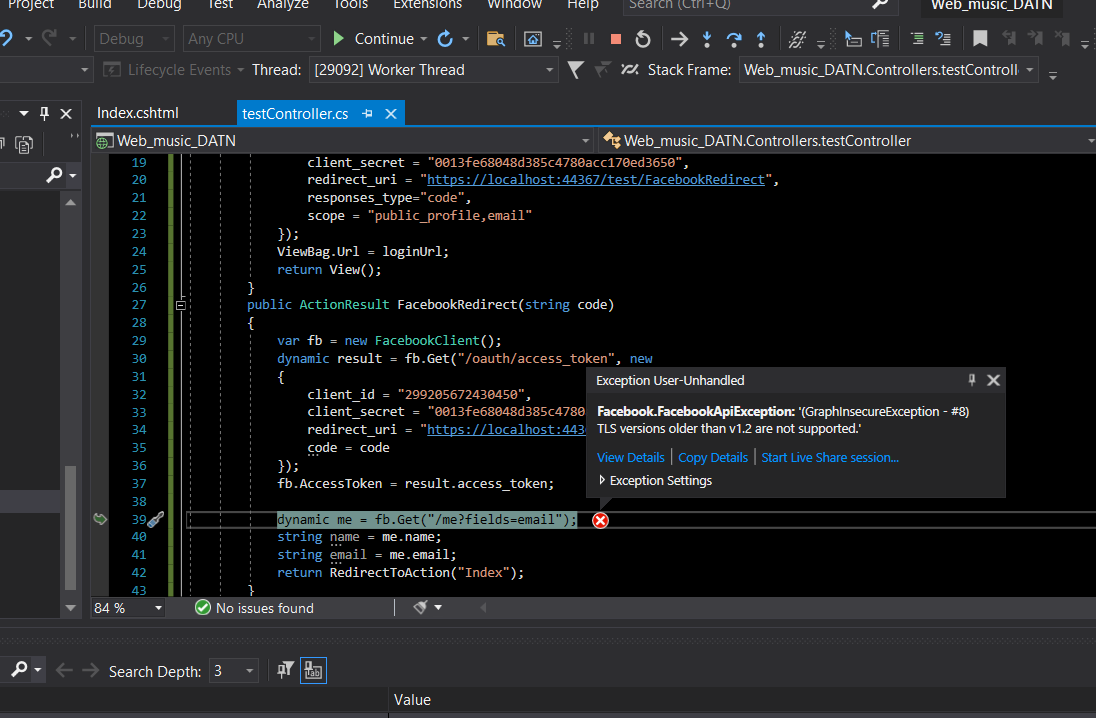 Project Build Debug Test Analyze Tools Extensions Window Help Search (Ctrl+Q) Web_music_DATN
Debug Any CPU Continue
Lifecycle Events Thread: [29092] Worker Thread Stack Frame: Web_music_DATN.Controllers.testControll
Index.cshtml testController.cs
Web_music_DATN Web_music_DATN.Controllers.testController
19 client_secret = "0013fe68048d385c4780acc170ed3650",
20 redirect_uri = "https://localhost:44367/test/FacebookRedirect",
21 responses_type="code",
22 scope = "public_profile,email"
23 });
24 ViewBag.Url = loginUrl;
25 return View();
26 }
27 public ActionResult FacebookRedirect(string code)
28 {
29 var fb = new FacebookClient();
30 dynamic result = fb.Get("/oauth/access_token", new
31 {
32 client_id = "299205672430450",
33 client_secret = "0013fe68048d385c4780
34 redirect_uri = "https://localhost:443
35 code = code
36 });
37 fb.AccessToken = result.access_token;
38
39 dynamic me = fb.Get("/me?fields=email");
40 string name = me.name;
41 string email = me.email;
42 return RedirectToAction("Index");
43 }
Exception User-Unhandled
Facebook.FacebookApiException: '(GraphInsecureException - #8)
TLS versions older than v1.2 are not supported.'
View Details Copy Details Start Live Share session...
Exception Settings
84 % No issues found
Search Depth: 3
Value